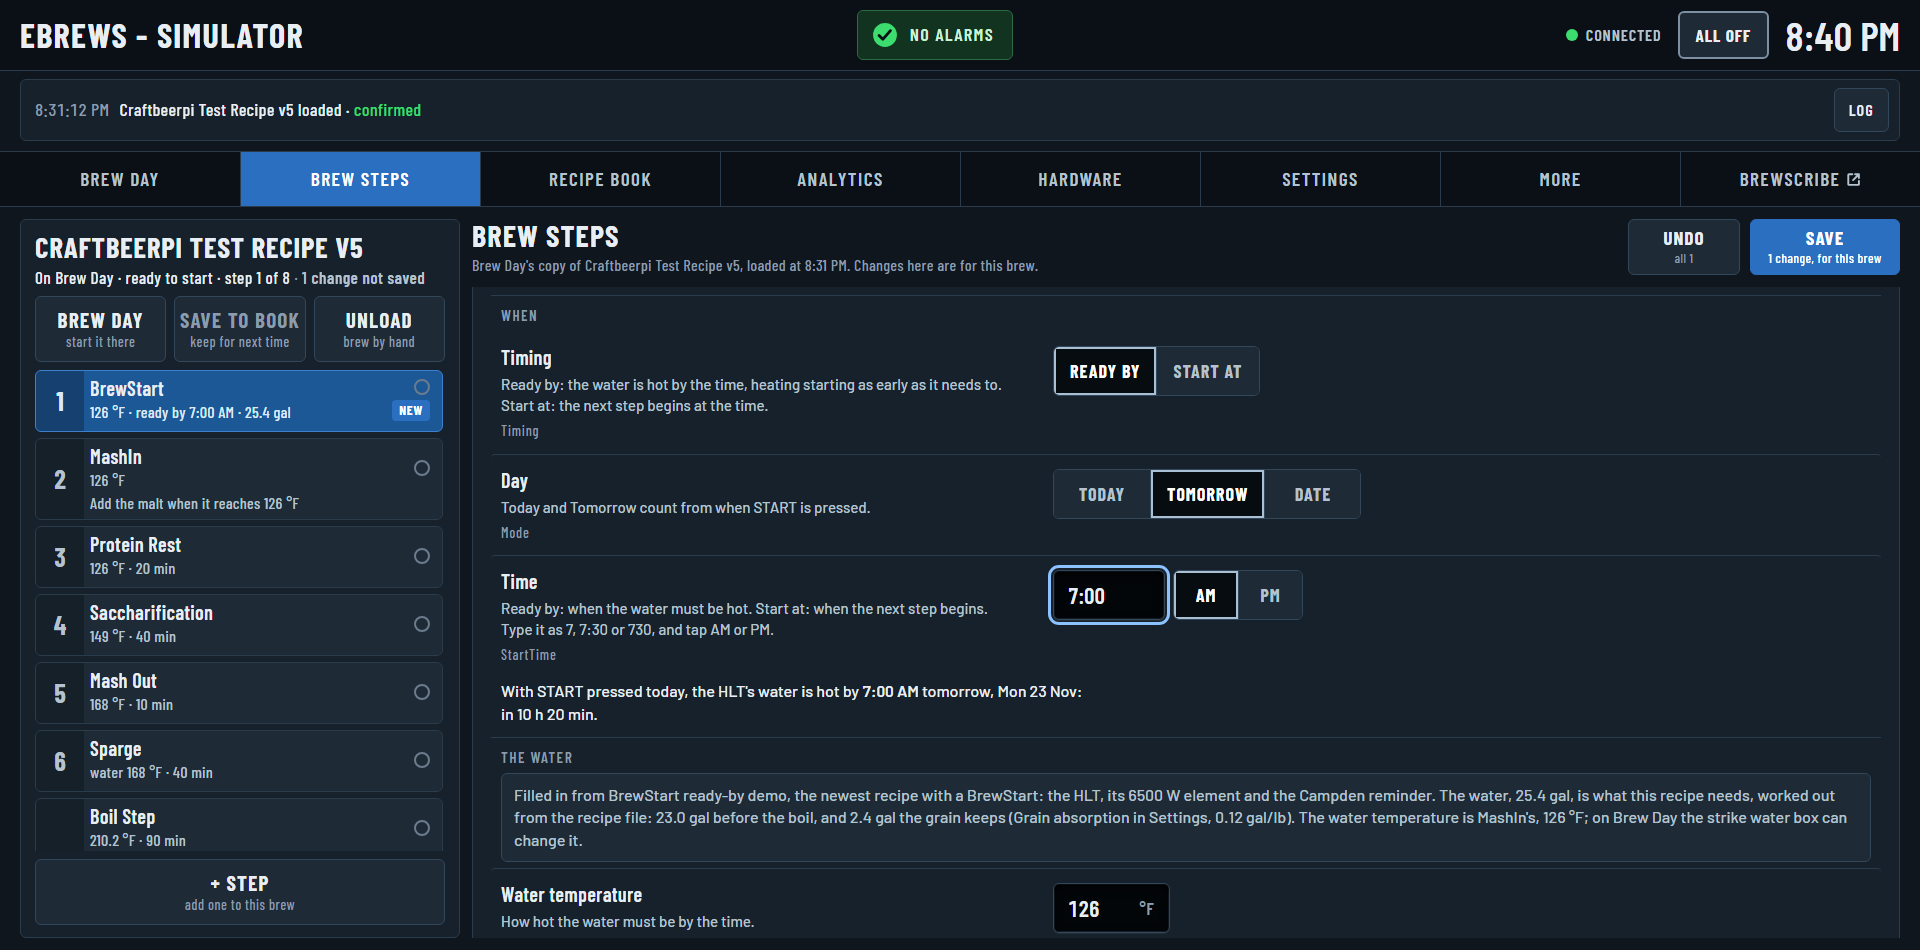 EBREWS - SIMULATOR
NO ALARMS
CONNECTED
ALL OFF
8:40 PM
8:31:12 PM Craftbeerpi Test Recipe v5 loaded · confirmed
LOG
BREW DAY
BREW STEPS
RECIPE BOOK
ANALYTICS
HARDWARE
SETTINGS
MORE
BREWSCRIBE
CRAFTBEERPI TEST RECIPE V5
On Brew Day · ready to start · step 1 of 8 · 1 change not saved
BREW DAY
start it there
SAVE TO BOOK
keep for next time
UNLOAD
brew by hand
1
BrewStart
126 °F · ready by 7:00 AM · 25.4 gal
NEW
2
MashIn
126 °F
Add the malt when it reaches 126 °F
3
Protein Rest
126 °F · 20 min
4
Saccharification
149 °F · 40 min
5
Mash Out
168 °F · 10 min
6
Sparge
water 168 °F · 40 min
Boil Step
210.2 °F · 90 min
+ STEP
add one to this brew
BREW STEPS
Brew Day's copy of Craftbeerpi Test Recipe v5, loaded at 8:31 PM. Changes here are for this brew.
UNDO
all 1
SAVE
1 change, for this brew
WHEN
Timing
Ready by: the water is hot by the time, heating starting as early as it needs to.
Start at: the next step begins at the time.
Timing
READY BY
START AT
Day
Today and Tomorrow count from when START is pressed.
Mode
TODAY
TOMORROW
DATE
Time
Ready by: when the water must be hot. Start at: when the next step begins.
Type it as 7, 7:30 or 730, and tap AM or PM.
StartTime
7:00
AM
PM
With START pressed today, the HLT's water is hot by 7:00 AM tomorrow, Mon 23 Nov:
in 10 h 20 min.
THE WATER
Filled in from BrewStart ready-by demo, the newest recipe with a BrewStart: the HLT, its 6500 W element and the Campden reminder. The water, 25.4 gal, is what this recipe needs, worked out
from the recipe file: 23.0 gal before the boil, and 2.4 gal the grain keeps (Grain absorption in Settings, 0.12 gal/lb). The water temperature is MashIn's, 126 °F; on Brew Day the strike water box can
change it.
Water temperature
How hot the water must be by the time.
126 °F